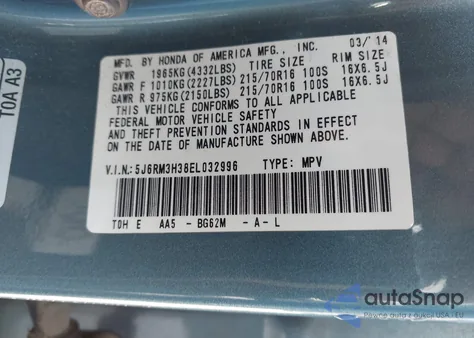 MFD. BY HONDA OF AMERICA MFG., INC. 03/14
GVWR 1965KG(4332LBS) TIRE SIZE RIM SIZE
GAWR F 1010KG(2227LBS) 215/70R16 100S 16X6.5J
GAWR R 975KG(2150LBS) 215/70R16 100S 16X6.5J
THIS VEHICLE CONFORMS TO ALL APPLICABLE
FEDERAL MOTOR VEHICLE SAFETY
AND THEFT PREVENTION STANDARDS IN EFFECT
ON THE DATE OF MANUFACTURE SHOWN ABOVE.
V.I.N.:5J6RM3H38EL032996 TYPE: MPV
TOH E AA5 - BG62M -A-L
TOA A3
autoSnap